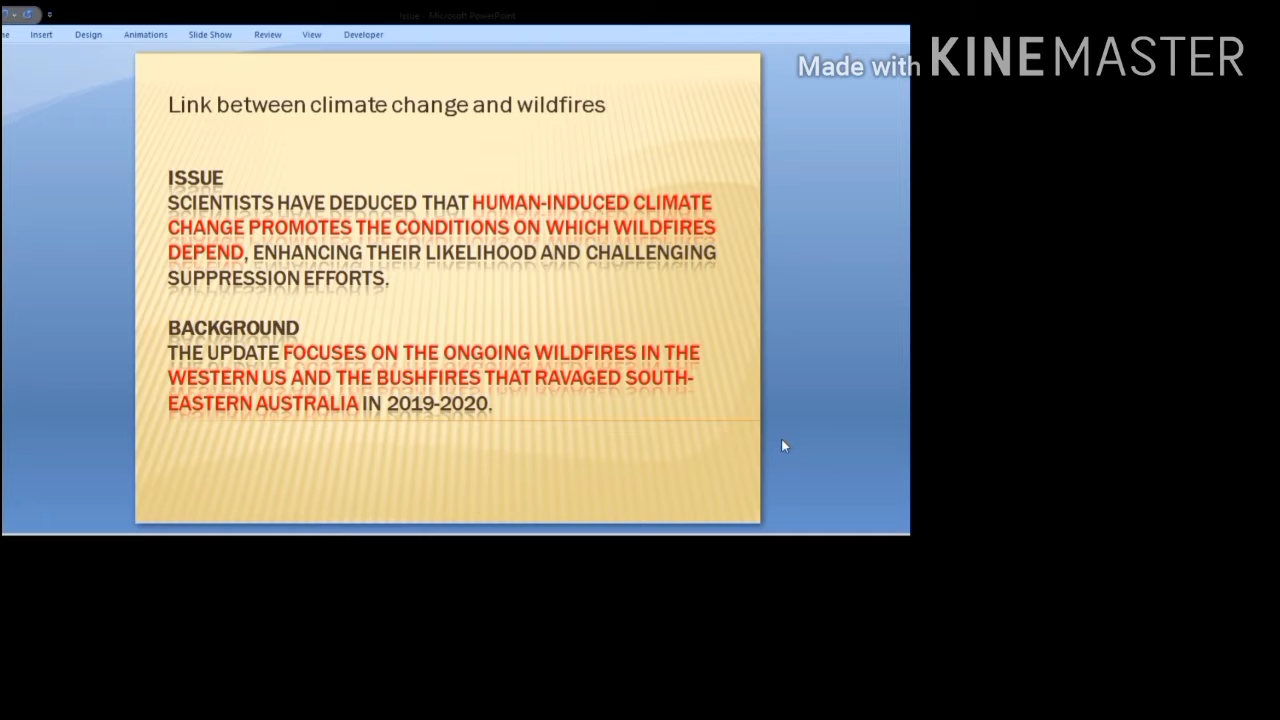 Issue - Microsoft PowerPoint
Insert Design Animations Slide Show Review View Developer
Made with KINEMASTER
Link between climate change and wildfires
ISSUE
SCIENTISTS HAVE DEDUCED THAT HUMAN-INDUCED CLIMATE
CHANGE PROMOTES THE CONDITIONS ON WHICH WILDFIRES
DEPEND, ENHANCING THEIR LIKELIHOOD AND CHALLENGING
SUPPRESSION EFFORTS.
BACKGROUND
THE UPDATE FOCUSES ON THE ONGOING WILDFIRES IN THE
WESTERN US AND THE BUSHFIRES THAT RAVAGED SOUTH-
EASTERN AUSTRALIA IN 2019-2020.